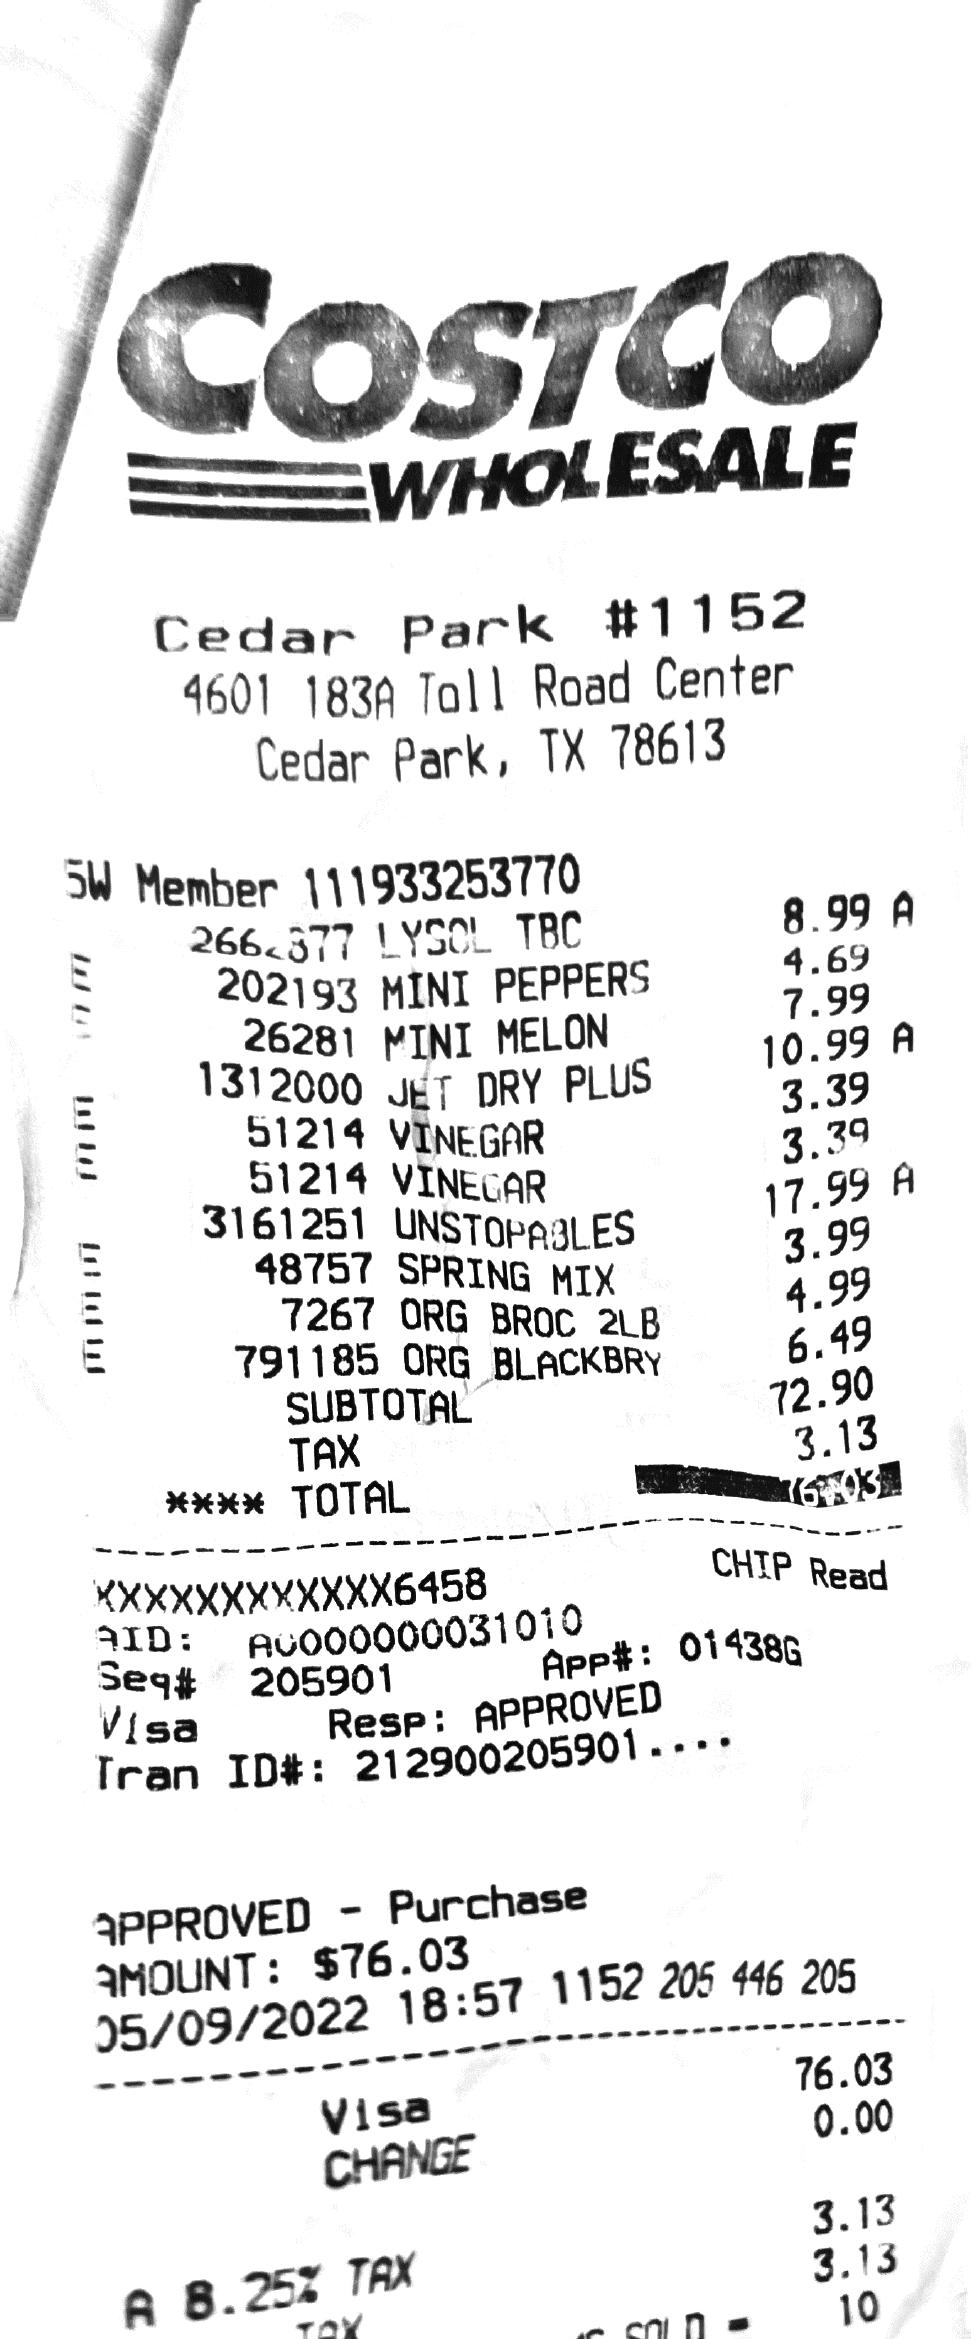 COSTCO
WHOLESALE
Cedar Park #1152
4601 183A Toll Road Center
Cedar Park, TX 78613
5W Member 111933253770
LYSOL TBC 8.99 A
E 202193 MINI PEPPERS 4.69
E 26281 MINI MELON 7.99
1312000 JET DRY PLUS 10.99 A
E 51214 VINEGAR 3.39
E 51214 VINEGAR 3.39
3161251 UNSTOPABLES 17.99 A
E 48757 SPRING MIX 3.99
E 7267 ORG BROC 2LB 4.99
E 791185 ORG BLACKBRY 6.49
SUBTOTAL 72.90
TAX 3.13
**** TOTAL 76.03
XXXXXXXXXXXX6458 CHIP Read
AID: A0000000031010
Seq# 205901 App#: 01438G
Visa Resp: APPROVED
Tran ID#: 212900205901....
APPROVED - Purchase
AMOUNT: $76.03
05/09/2022 18:57 1152 205 446 205
Visa 76.03
CHANGE 0.00
A 8.25% TAX 3.13
TAX 3.13
SOLD = 10